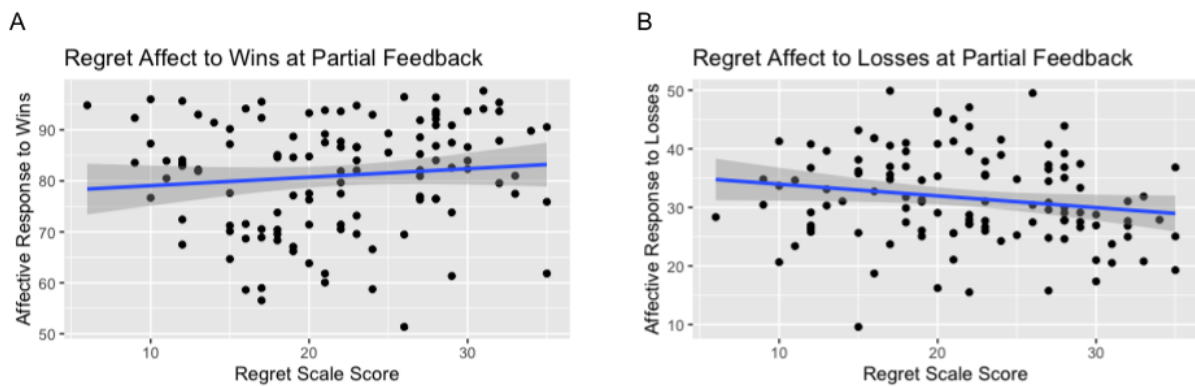 A
Regret Affect to Wins at Partial Feedback
Affective Response to Wins
90
80
70
60
50
10
20
30
Regret Scale Score
B
Regret Affect to Losses at Partial Feedback
Affective Response to Losses
50
40
30
20
10
10
20
30
Regret Scale Score